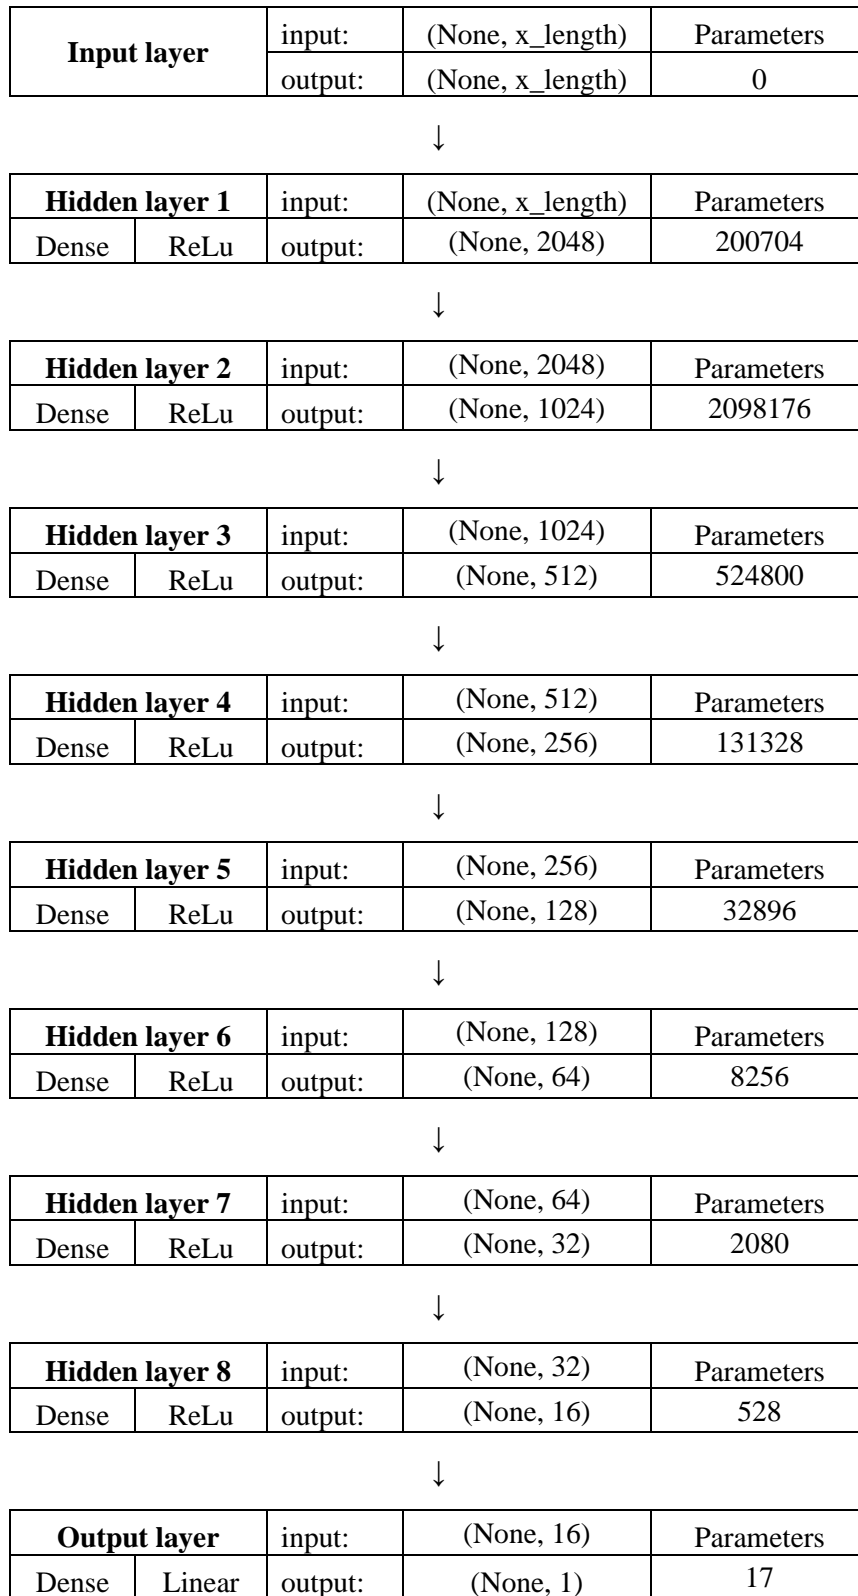 Input layer input: (None, x_length) Parameters
output: (None, x_length) 0
↓
Hidden layer 1 input: (None, x_length) Parameters
Dense ReLu output: (None, 2048) 200704
↓
Hidden layer 2 input: (None, 2048) Parameters
Dense ReLu output: (None, 1024) 2098176
↓
Hidden layer 3 input: (None, 1024) Parameters
Dense ReLu output: (None, 512) 524800
↓
Hidden layer 4 input: (None, 512) Parameters
Dense ReLu output: (None, 256) 131328
↓
Hidden layer 5 input: (None, 256) Parameters
Dense ReLu output: (None, 128) 32896
↓
Hidden layer 6 input: (None, 128) Parameters
Dense ReLu output: (None, 64) 8256
↓
Hidden layer 7 input: (None, 64) Parameters
Dense ReLu output: (None, 32) 2080
↓
Hidden layer 8 input: (None, 32) Parameters
Dense ReLu output: (None, 16) 528
↓
Output layer input: (None, 16) Parameters
Dense Linear output: (None, 1) 17